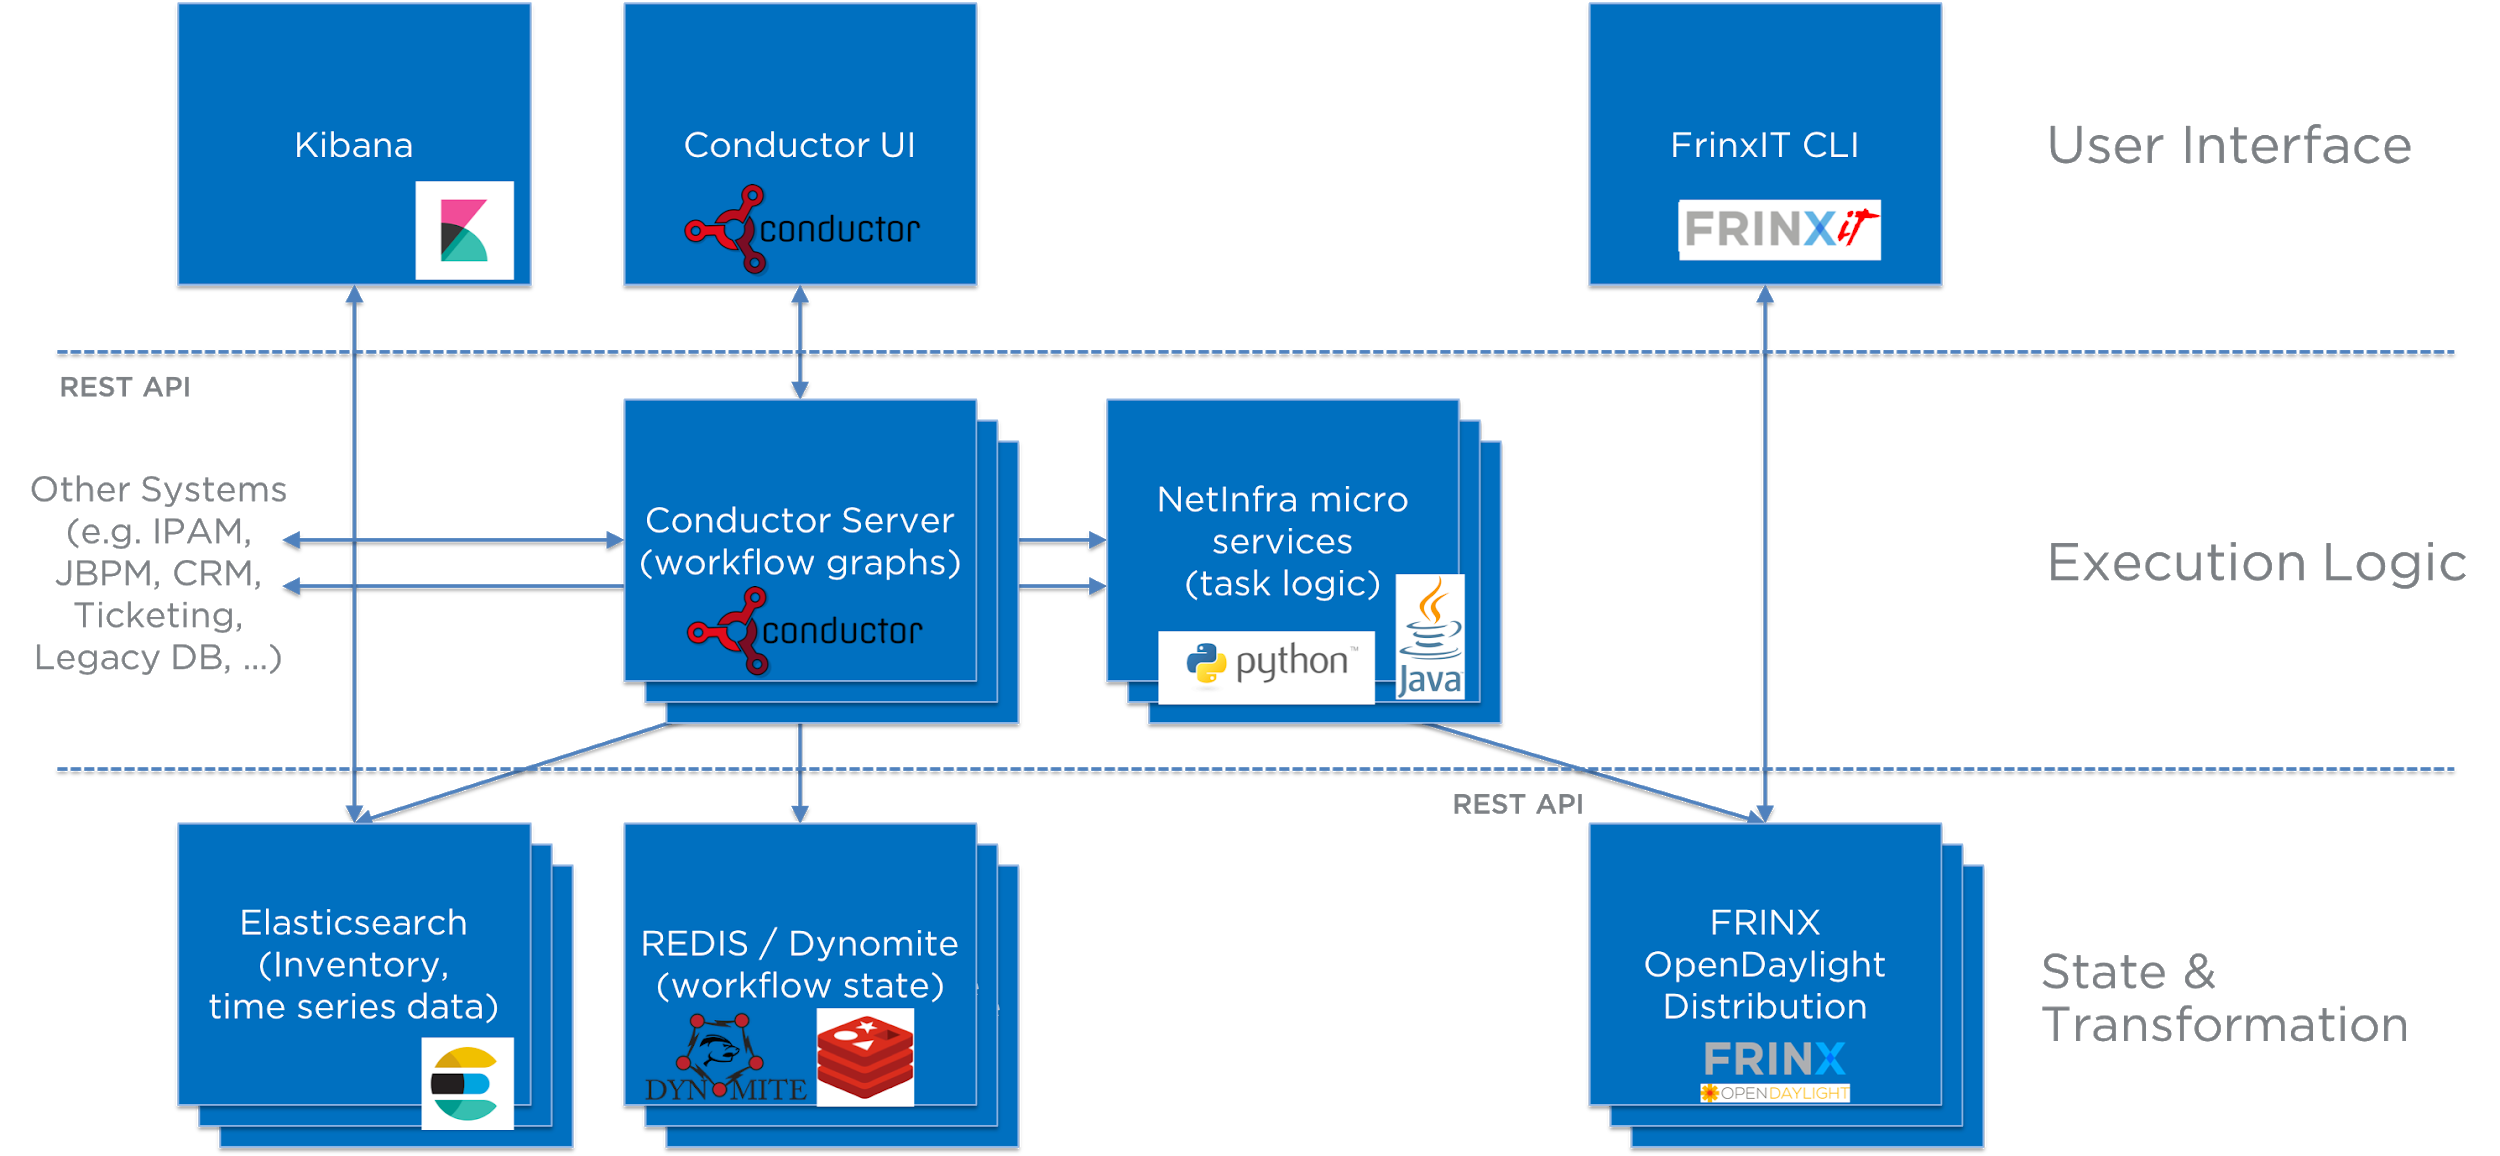 Kibana
Conductor UI
conductor
FrinxIT CLI
FRINXiT
User Interface
REST API
Other Systems
(e.g. IPAM,
JBPM, CRM,
Ticketing,
Legacy DB, ...)
Conductor Server
(workflow graphs)
conductor
NetInfra micro
services
(task logic)
python™
Java
Execution Logic
REST API
Elasticsearch
(Inventory,
time series data)
REDIS / Dynomite
(workflow state)
DYNOMITE
FRINX
OpenDaylight
Distribution
FRINX
OPENDAYLIGHT
State &
Transformation